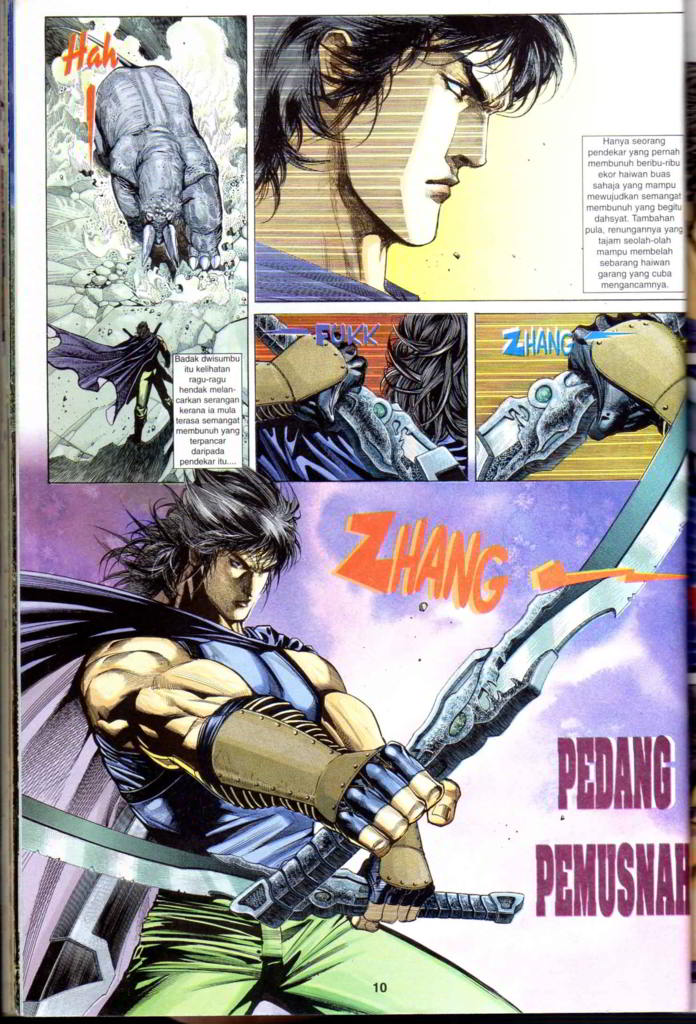 Hah
!
Hanya seorang
pendekar yang pernah
membunuh beribu-ribu
ekor haiwan buas
sahaja yang mampu
mewujudkan semangat
membunuh yang begitu
dahsyat. Tambahan
pula, renungannya yang
tajam seolah-olah
mampu membelah
sebarang haiwan
garang yang cuba
mengancamnya.
Badak dwisumbu
itu kelihatan
ragu-ragu
hendak melan-
carkan serangan
kerana ia mula
terasa semangat
membunuh yang
terpancar
daripada
pendekar itu....
FUKK
ZHANG
ZHANG
PEDANG
PEMUSNAH
10